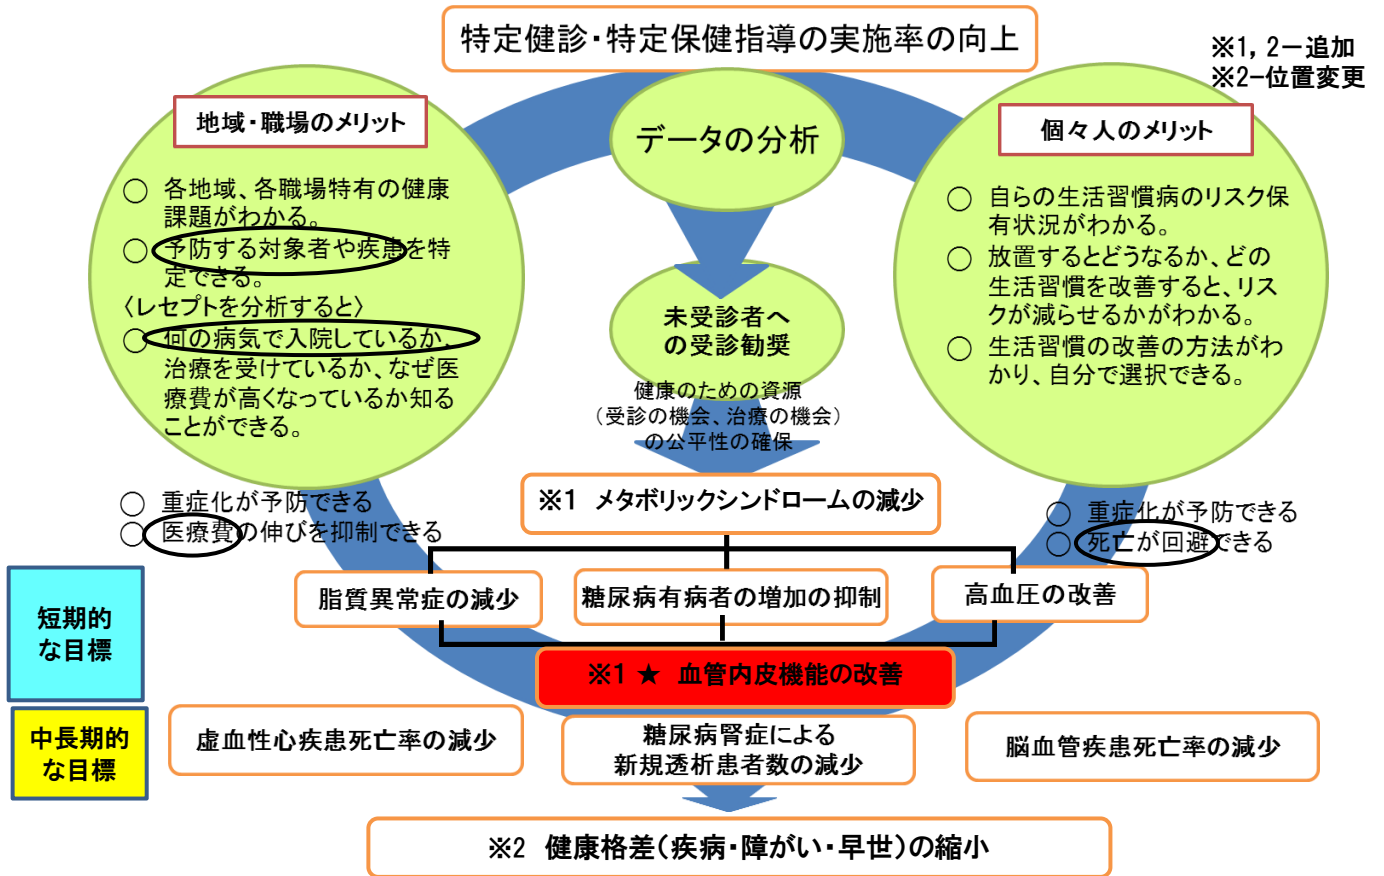 特定健診・特定保健指導の実施率の向上
※1, 2－追加
※2－位置変更
地域・職場のメリット
○ 各地域、各職場特有の健康
課題がわかる。
○ 予防する対象者や疾患を特
定できる。
〈レセプトを分析すると〉
○ 何の病気で入院しているか、
治療を受けているか、なぜ医
療費が高くなっているか知る
ことができる。
○ 重症化が予防できる
○ 医療費の伸びを抑制できる
データの分析
未受診者へ
の受診勧奨
健康のための資源
（受診の機会、治療の機会）
の公平性の確保
個々人のメリット
○ 自らの生活習慣病のリスク保
有状況がわかる。
○ 放置するとどうなるか、どの
生活習慣を改善すると、リス
クが減らせるかがわかる。
○ 生活習慣の改善の方法がわ
かり、自分で選択できる。
○ 重症化が予防できる
○ 死亡が回避できる
※1 メタボリックシンドロームの減少
短期的
な目標
脂質異常症の減少
糖尿病有病者の増加の抑制
高血圧の改善
※1 ★ 血管内皮機能の改善
中長期的
な目標
虚血性心疾患死亡率の減少
糖尿病腎症による
新規透析患者数の減少
脳血管疾患死亡率の減少
※2 健康格差（疾病・障がい・早世）の縮小